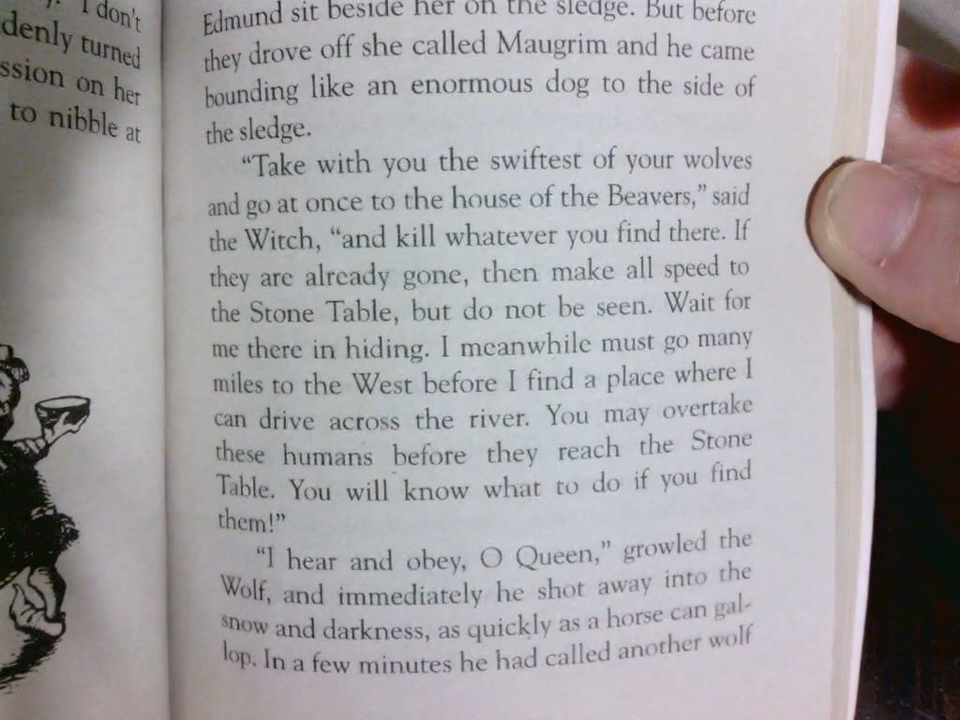 I don't
denly turned
ssion on her
to nibble at
Edmund sit beside her on the sledge. But before
they drove off she called Maugrim and he came
bounding like an enormous dog to the side of
the sledge.
“Take with you the swiftest of your wolves
and go at once to the house of the Beavers,” said
the Witch, “and kill whatever you find there. If
they are already gone, then make all speed to
the Stone Table, but do not be seen. Wait for
me there in hiding. I meanwhile must go many
miles to the West before I find a place where I
can drive across the river. You may overtake
these humans before they reach the Stone
Table. You will know what to do if you find
them!”
“I hear and obey, O Queen,” growled the
Wolf, and immediately he shot away into the
snow and darkness, as quickly as a horse can gal-
lop. In a few minutes he had called another wolf